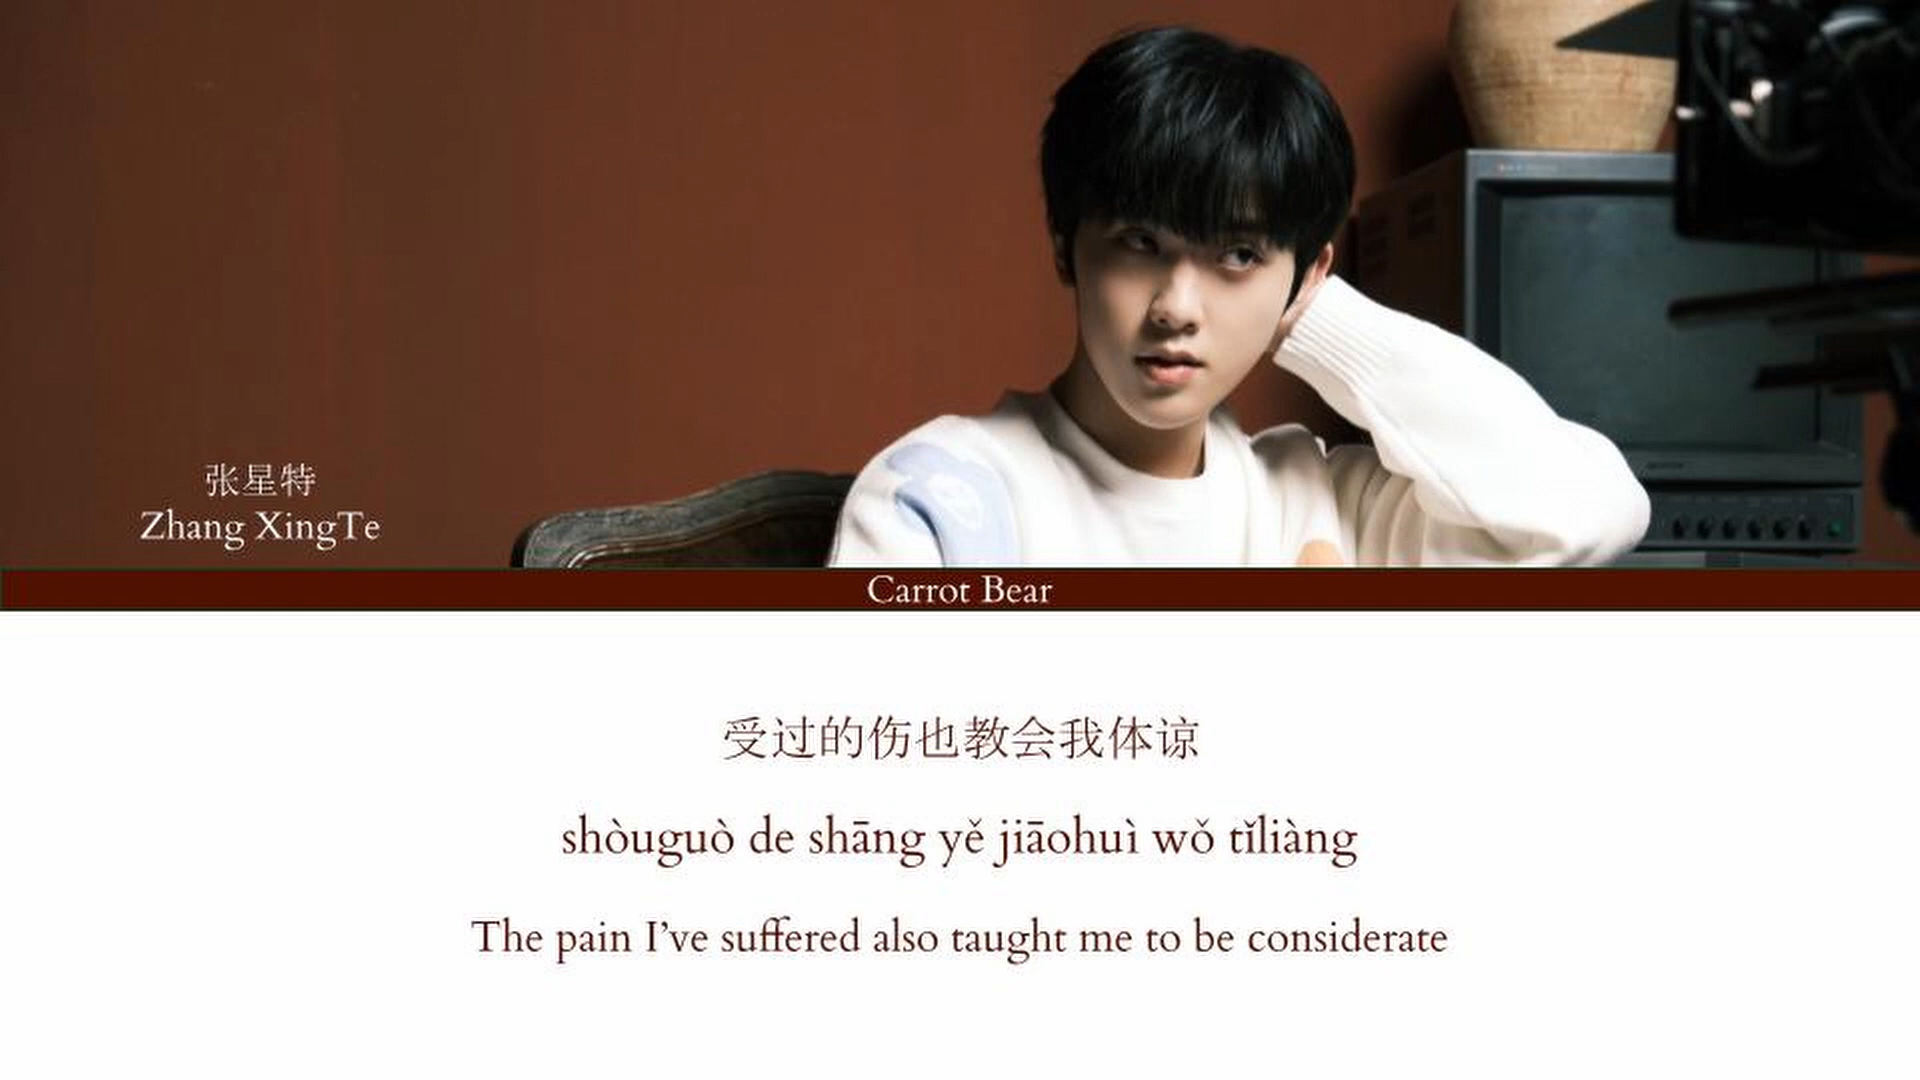 张星特
Zhang XingTe
Carrot Bear
受过的伤也教会我体谅
shòuguò de shāng yě jiāohuì wǒ tǐliàng
The pain I've suffered also taught me to be considerate